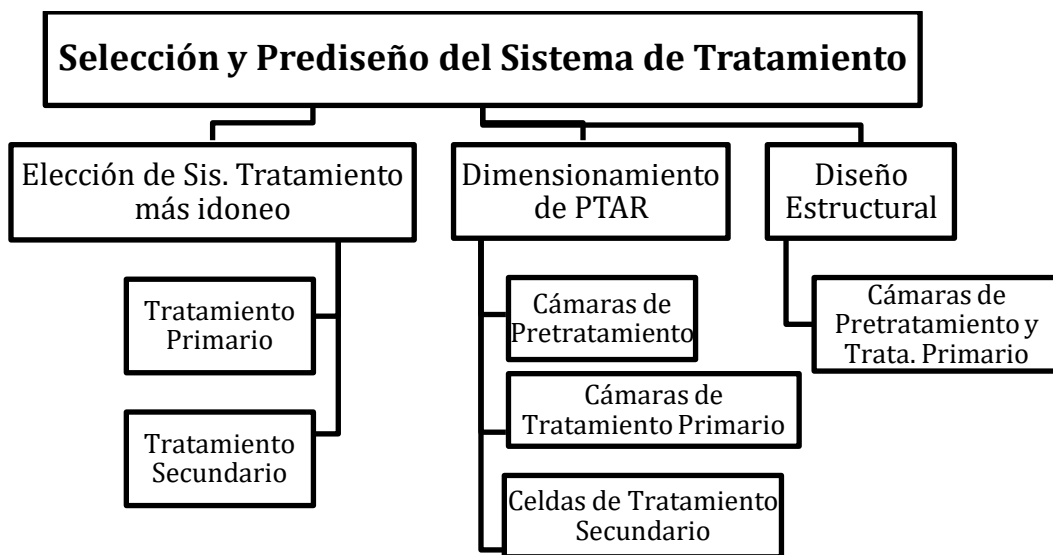 Selección y Prediseño del Sistema de Tratamiento
Elección de Sis. Tratamiento
más idoneo
Tratamiento
Primario
Tratamiento
Secundario
Dimensionamiento
de PTAR
Cámaras de
Pretratamiento
Cámaras de
Tratamiento Primario
Celdas de Tratamiento
Secundario
Diseño
Estructural
Cámaras de
Pretratamiento y
Trata. Primario